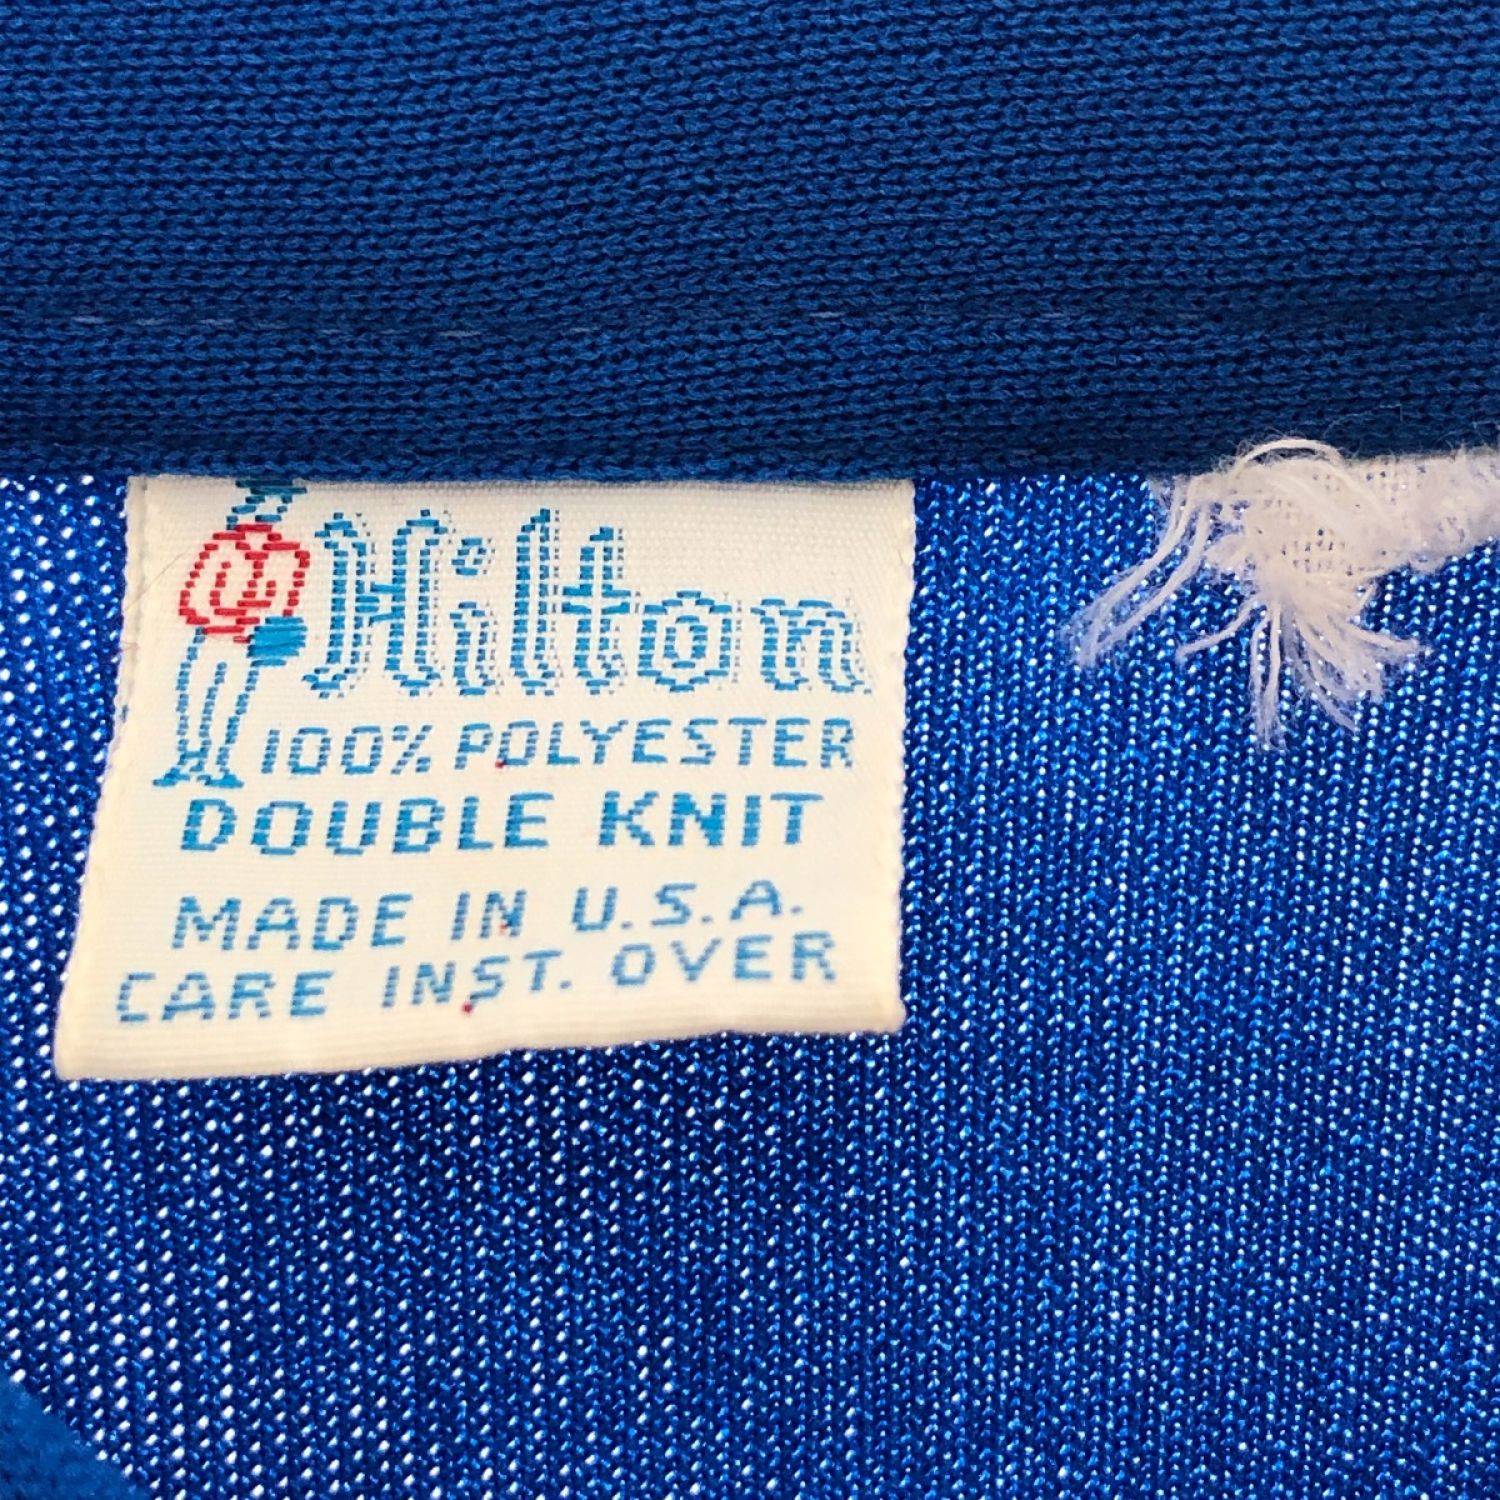 Hilton
100% POLYESTER
DOUBLE KNIT
MADE IN U.S.A.
CARE INST. OVER